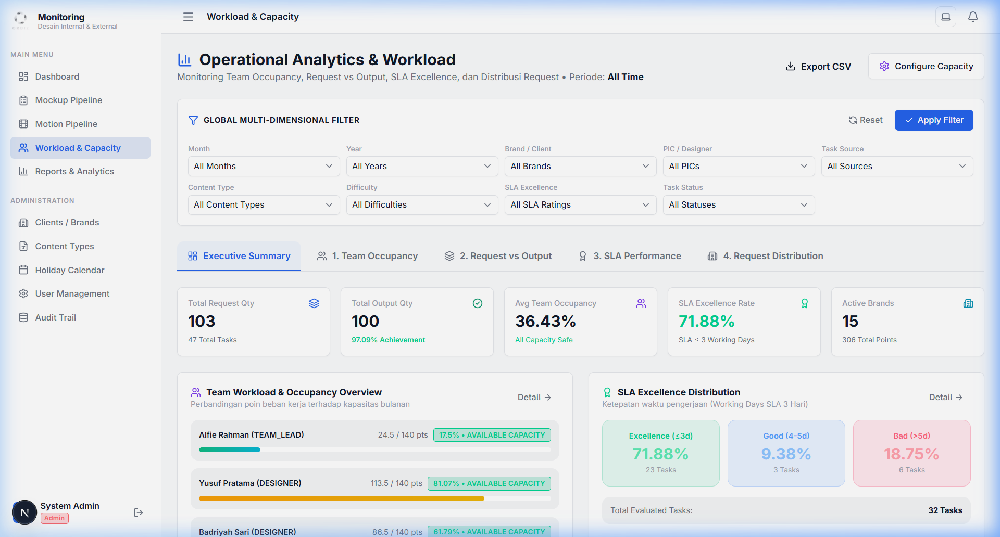 Monitoring
Desain Internal & External
MAIN MENU
Dashboard
Mockup Pipeline
Motion Pipeline
Workload & Capacity
Reports & Analytics
ADMINISTRATION
Clients / Brands
Content Types
Holiday Calendar
User Management
Audit Trail
N
System Admin
Admin
Workload & Capacity
Operational Analytics & Workload
Monitoring Team Occupancy, Request vs Output, SLA Excellence, dan Distribusi Request • Periode: All Time
Export CSV
Configure Capacity
GLOBAL MULTI-DIMENSIONAL FILTER
Reset
Apply Filter
Month
Year
Brand / Client
PIC / Designer
Task Source
All Months
All Years
All Brands
All PICs
All Sources
Content Type
Difficulty
SLA Excellence
Task Status
All Content Types
All Difficulties
All SLA Ratings
All Statuses
Executive Summary
1. Team Occupancy
2. Request vs Output
3. SLA Performance
4. Request Distribution
Total Request Qty
103
47 Total Tasks
Total Output Qty
100
97.09% Achievement
Avg Team Occupancy
36.43%
All Capacity Safe
SLA Excellence Rate
71.88%
SLA ≤ 3 Working Days
Active Brands
15
306 Total Points
Team Workload & Occupancy Overview
Perbandingan poin beban kerja terhadap kapasitas bulanan
Detail →
Alfie Rahman (TEAM_LEAD)
24.5 / 140 pts
17.5% • AVAILABLE CAPACITY
Yusuf Pratama (DESIGNER)
113.5 / 140 pts
81.07% • AVAILABLE CAPACITY
Badriyah Sari (DESIGNER)
86.5 / 140 pts
61.79% • AVAILABLE CAPACITY
SLA Excellence Distribution
Ketepatan waktu pengerjaan (Working Days SLA 3 Hari)
Detail →
Excellence (≤3d)
71.88%
23 Tasks
Good (4-5d)
9.38%
3 Tasks
Bad (>5d)
18.75%
6 Tasks
Total Evaluated Tasks:
32 Tasks